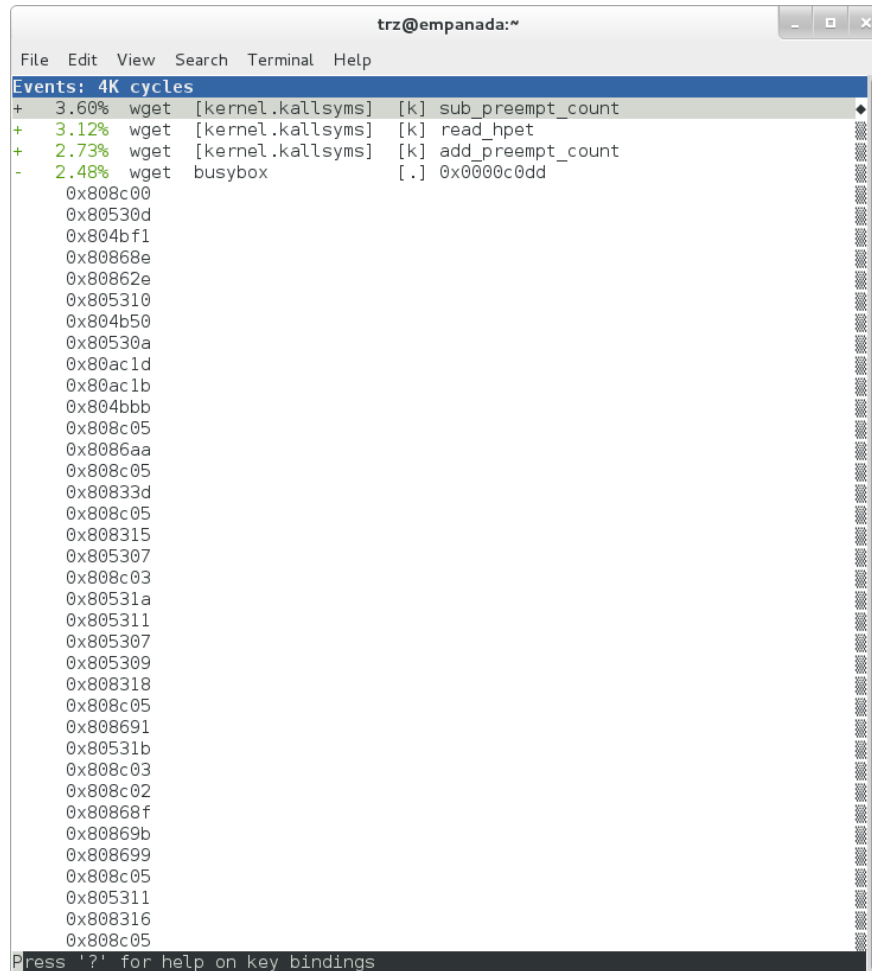 trz@empanada:~
File Edit View Search Terminal Help
Events: 4K cycles
+ 3.60% wget [kernel.kallsyms] [k] sub_preempt_count
+ 3.12% wget [kernel.kallsyms] [k] read_hpet
+ 2.73% wget [kernel.kallsyms] [k] add_preempt_count
- 2.48% wget busybox [.] 0x0000c0dd
0x808c00
0x80530d
0x804bf1
0x80868e
0x80862e
0x805310
0x804b50
0x80530a
0x80ac1d
0x80ac1b
0x804bbb
0x808c05
0x8086aa
0x808c05
0x80833d
0x808c05
0x808315
0x805307
0x808c03
0x80531a
0x805311
0x805307
0x805309
0x808318
0x808c05
0x808691
0x80531b
0x808c03
0x808c02
0x80868f
0x80869b
0x808699
0x808c05
0x805311
0x808316
0x808c05
Press '?' for help on key bindings